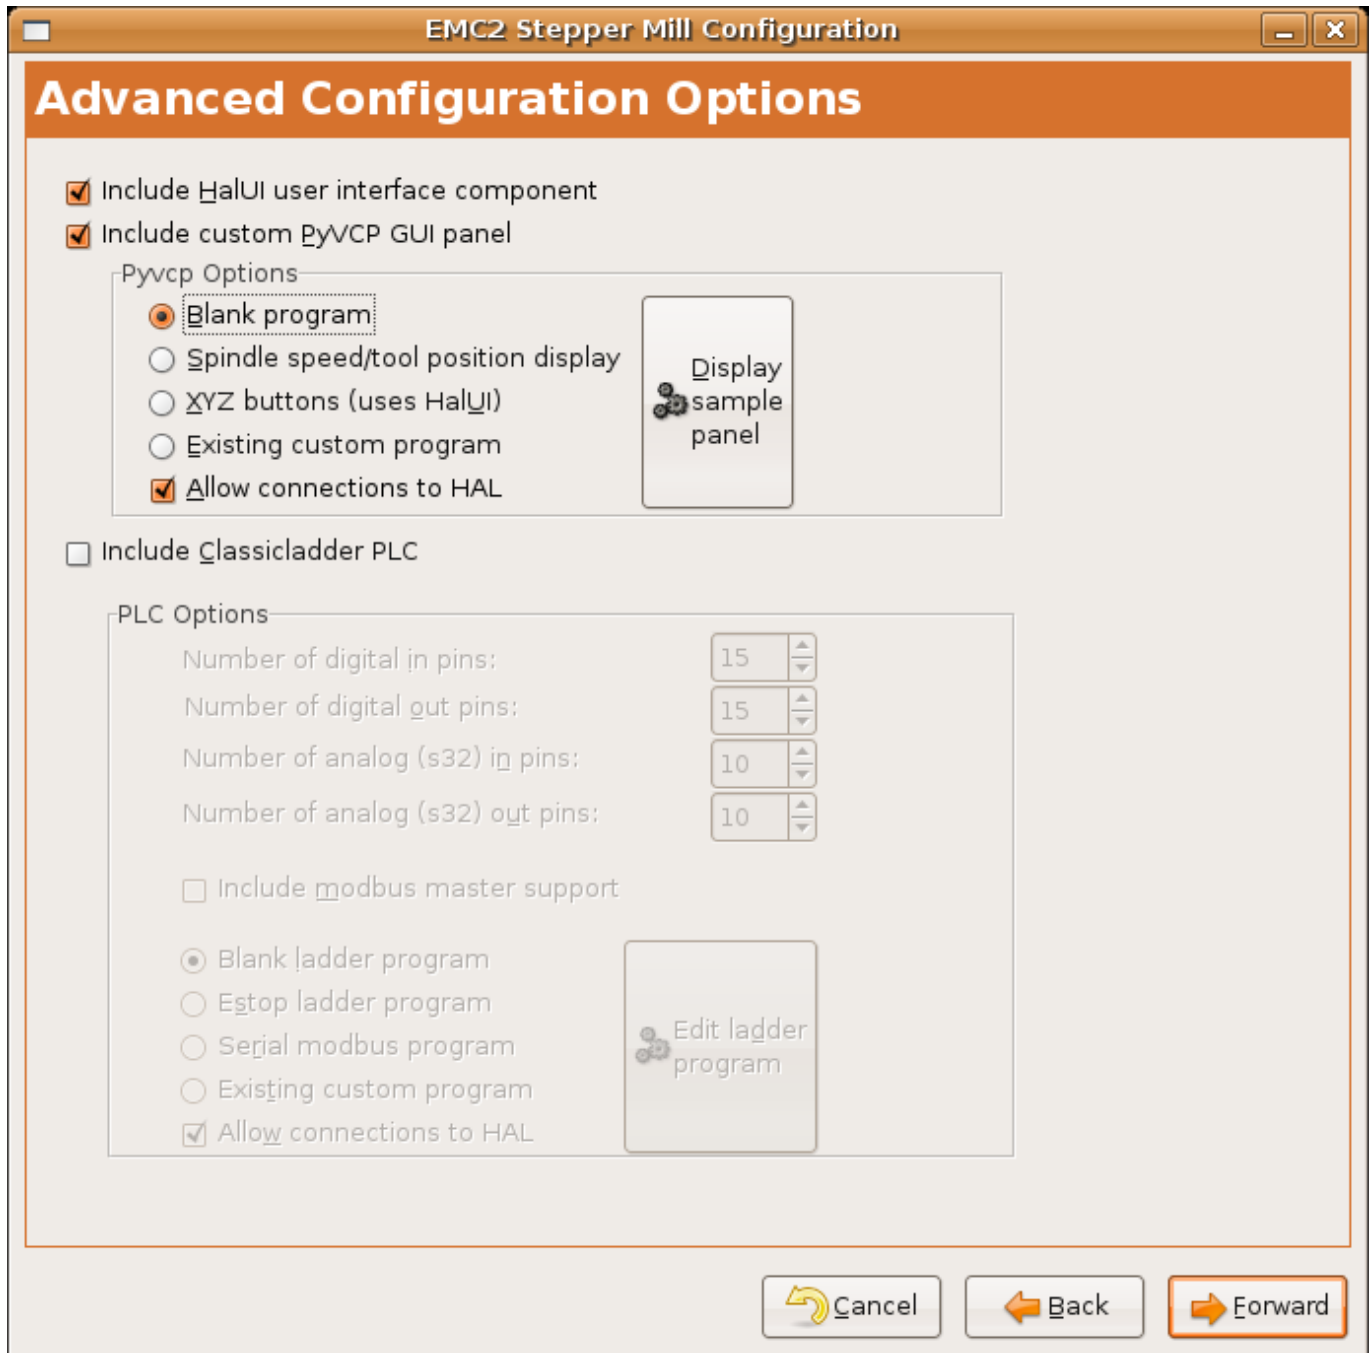 EMC2 Stepper Mill Configuration
Advanced Configuration Options
Include HalUI user interface component
Include custom PyVCP GUI panel
Pyvcp Options
Blank program
Spindle speed/tool position display
XYZ buttons (uses HalUI)
Existing custom program
Allow connections to HAL
Display
sample
panel
Include Classicladder PLC
PLC Options
Number of digital in pins: 15
Number of digital out pins: 15
Number of analog (s32) in pins: 10
Number of analog (s32) out pins: 10
Include modbus master support
Blank ladder program
Estop ladder program
Serial modbus program
Existing custom program
Allow connections to HAL
Edit ladder
program
Cancel
Back
Forward